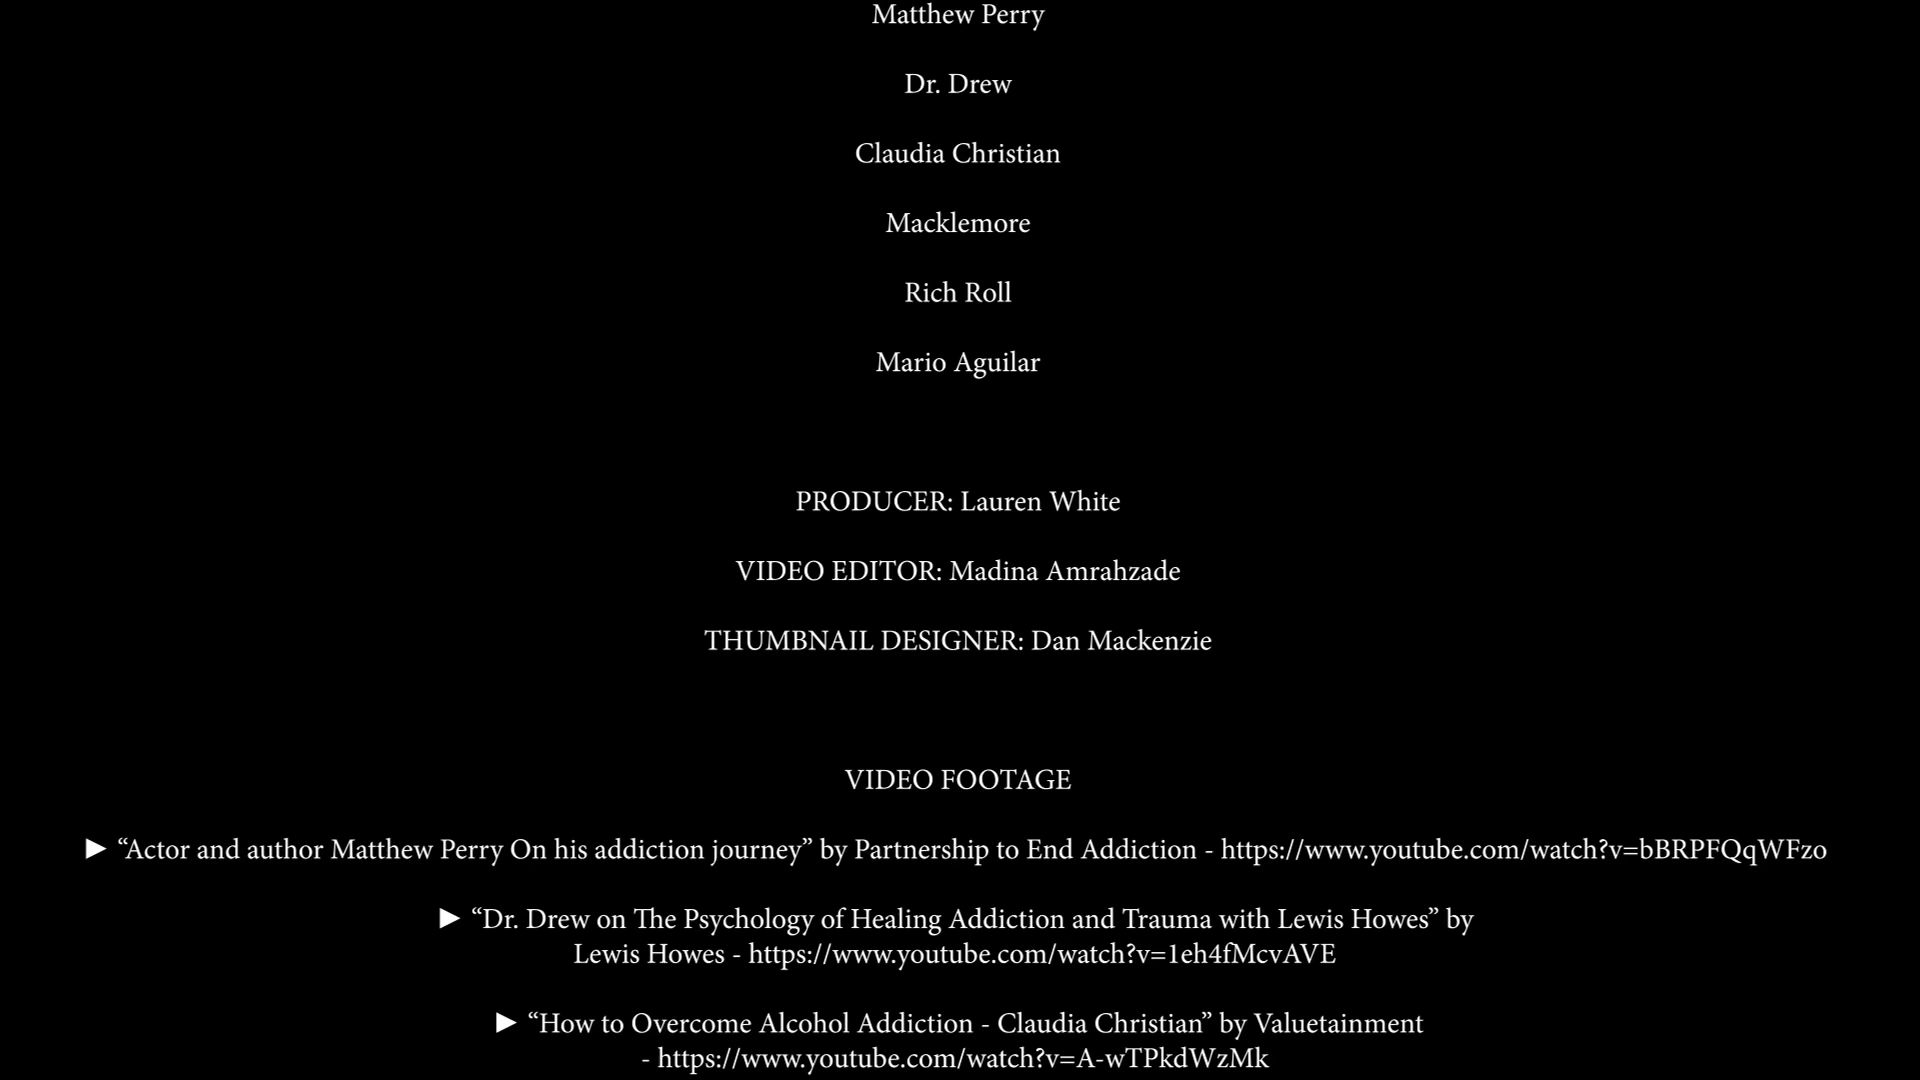 Matthew Perry
Dr. Drew
Claudia Christian
Macklemore
Rich Roll
Mario Aguilar
PRODUCER: Lauren White
VIDEO EDITOR: Madina Amrahzade
THUMBNAIL DESIGNER: Dan Mackenzie
VIDEO FOOTAGE
► “Actor and author Matthew Perry On his addiction journey” by Partnership to End Addiction - https://www.youtube.com/watch?v=bBRPFQqWFzo
► “Dr. Drew on The Psychology of Healing Addiction and Trauma with Lewis Howes” by
Lewis Howes - https://www.youtube.com/watch?v=1eh4fMcvAVE
► “How to Overcome Alcohol Addiction - Claudia Christian” by Valuetainment
- https://www.youtube.com/watch?v=A-wTPkdWzMk